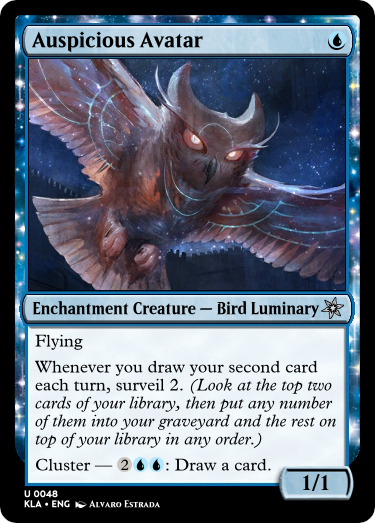 Auspicious Avatar
Enchantment Creature — Bird Luminary
Flying
Whenever you draw your second card
each turn, surveil 2. (Look at the top two
cards of your library, then put any number
of them into your graveyard and the rest on
top of your library in any order.)
Cluster — 2: Draw a card.
1/1
U 0048
KLA • ENG Alvaro Estrada